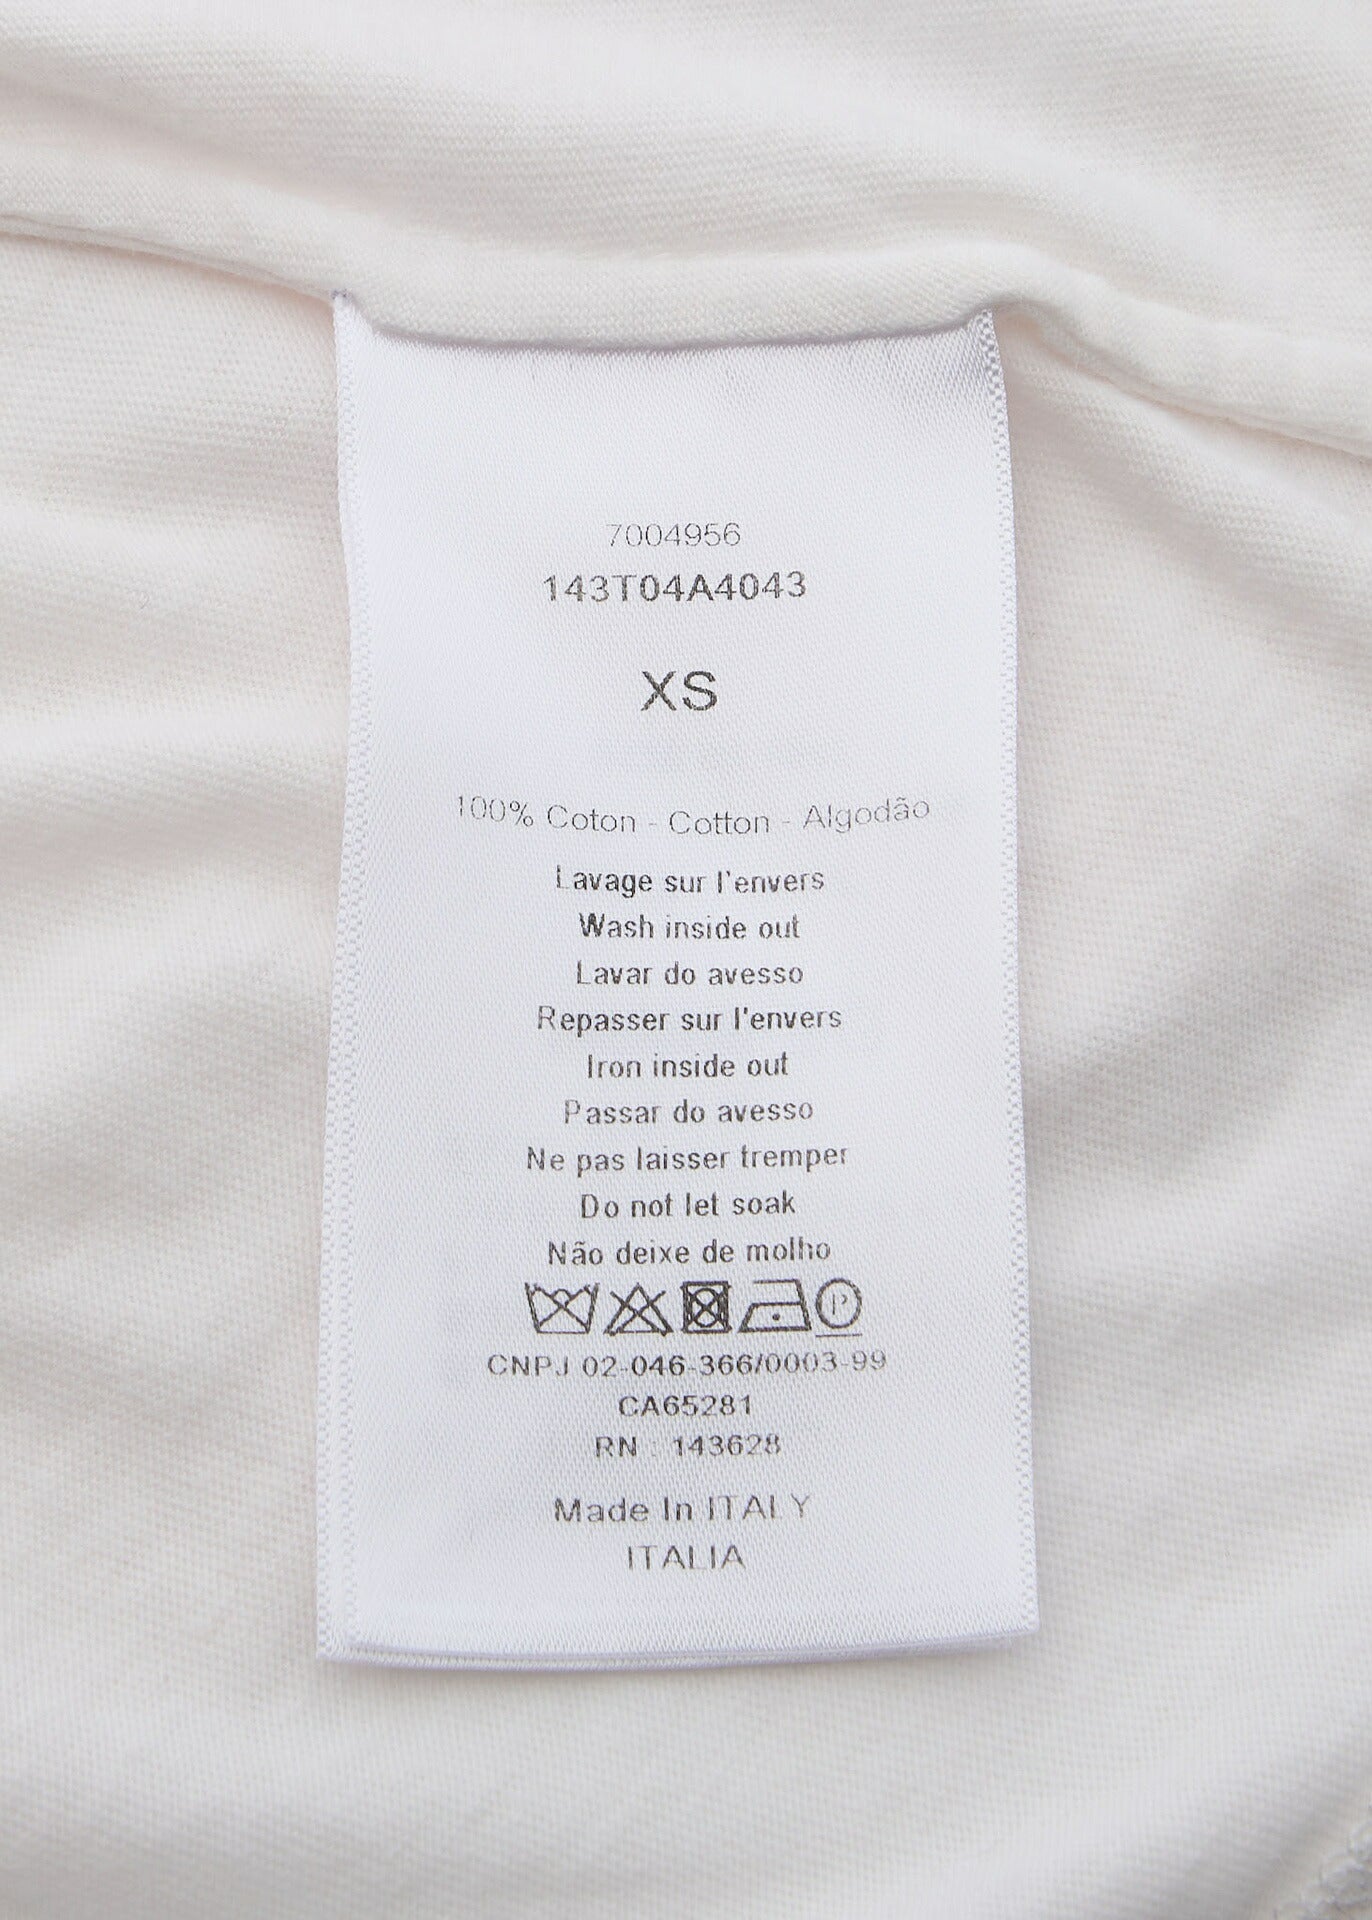 7004956
143T04A4043
XS
100% Coton - Cotton - Algodão
Lavage sur l'envers
Wash inside out
Lavar do avesso
Repasser sur l'envers
Iron inside out
Passar do avesso
Ne pas laisser tremper
Do not let soak
Não deixe de molho
P
CNPJ 02-046-366/0003-99
CA65281
RN : 143628
Made In ITALY
ITALIA